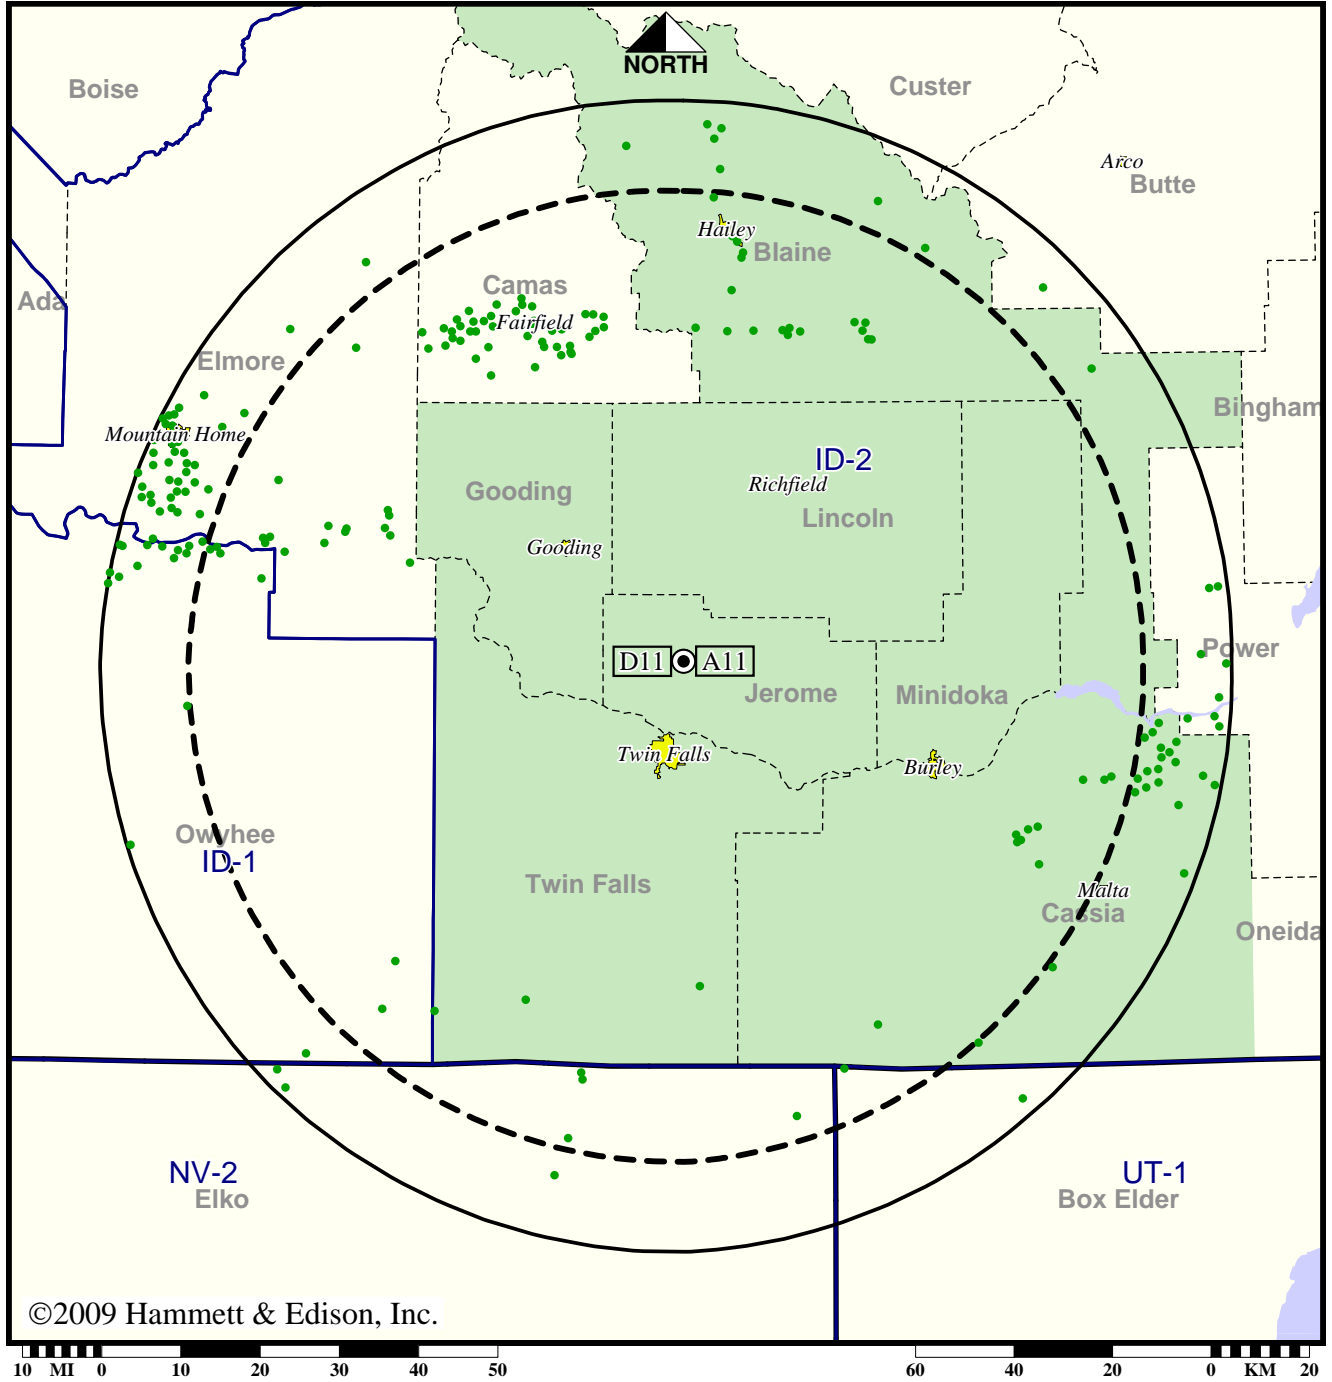 NORTH
Boise
Custer
Arco
Butte
Hailey
Blaine
Ada
Camas
Fairfield
Elmore
Bingham
Mountain Home
ID-2
Richfield
Gooding
Lincoln
Gooding
Power
D11 A11
Jerome
Minidoka
Twin Falls
Burley
Owyhee
ID-1
Twin Falls
Malta
Cassia
Oneida
NV-2
UT-1
Elko
Box Elder
©2009 Hammett & Edison, Inc.
10 MI 0 10 20 30 40 50 60 40 20 0 KM 20